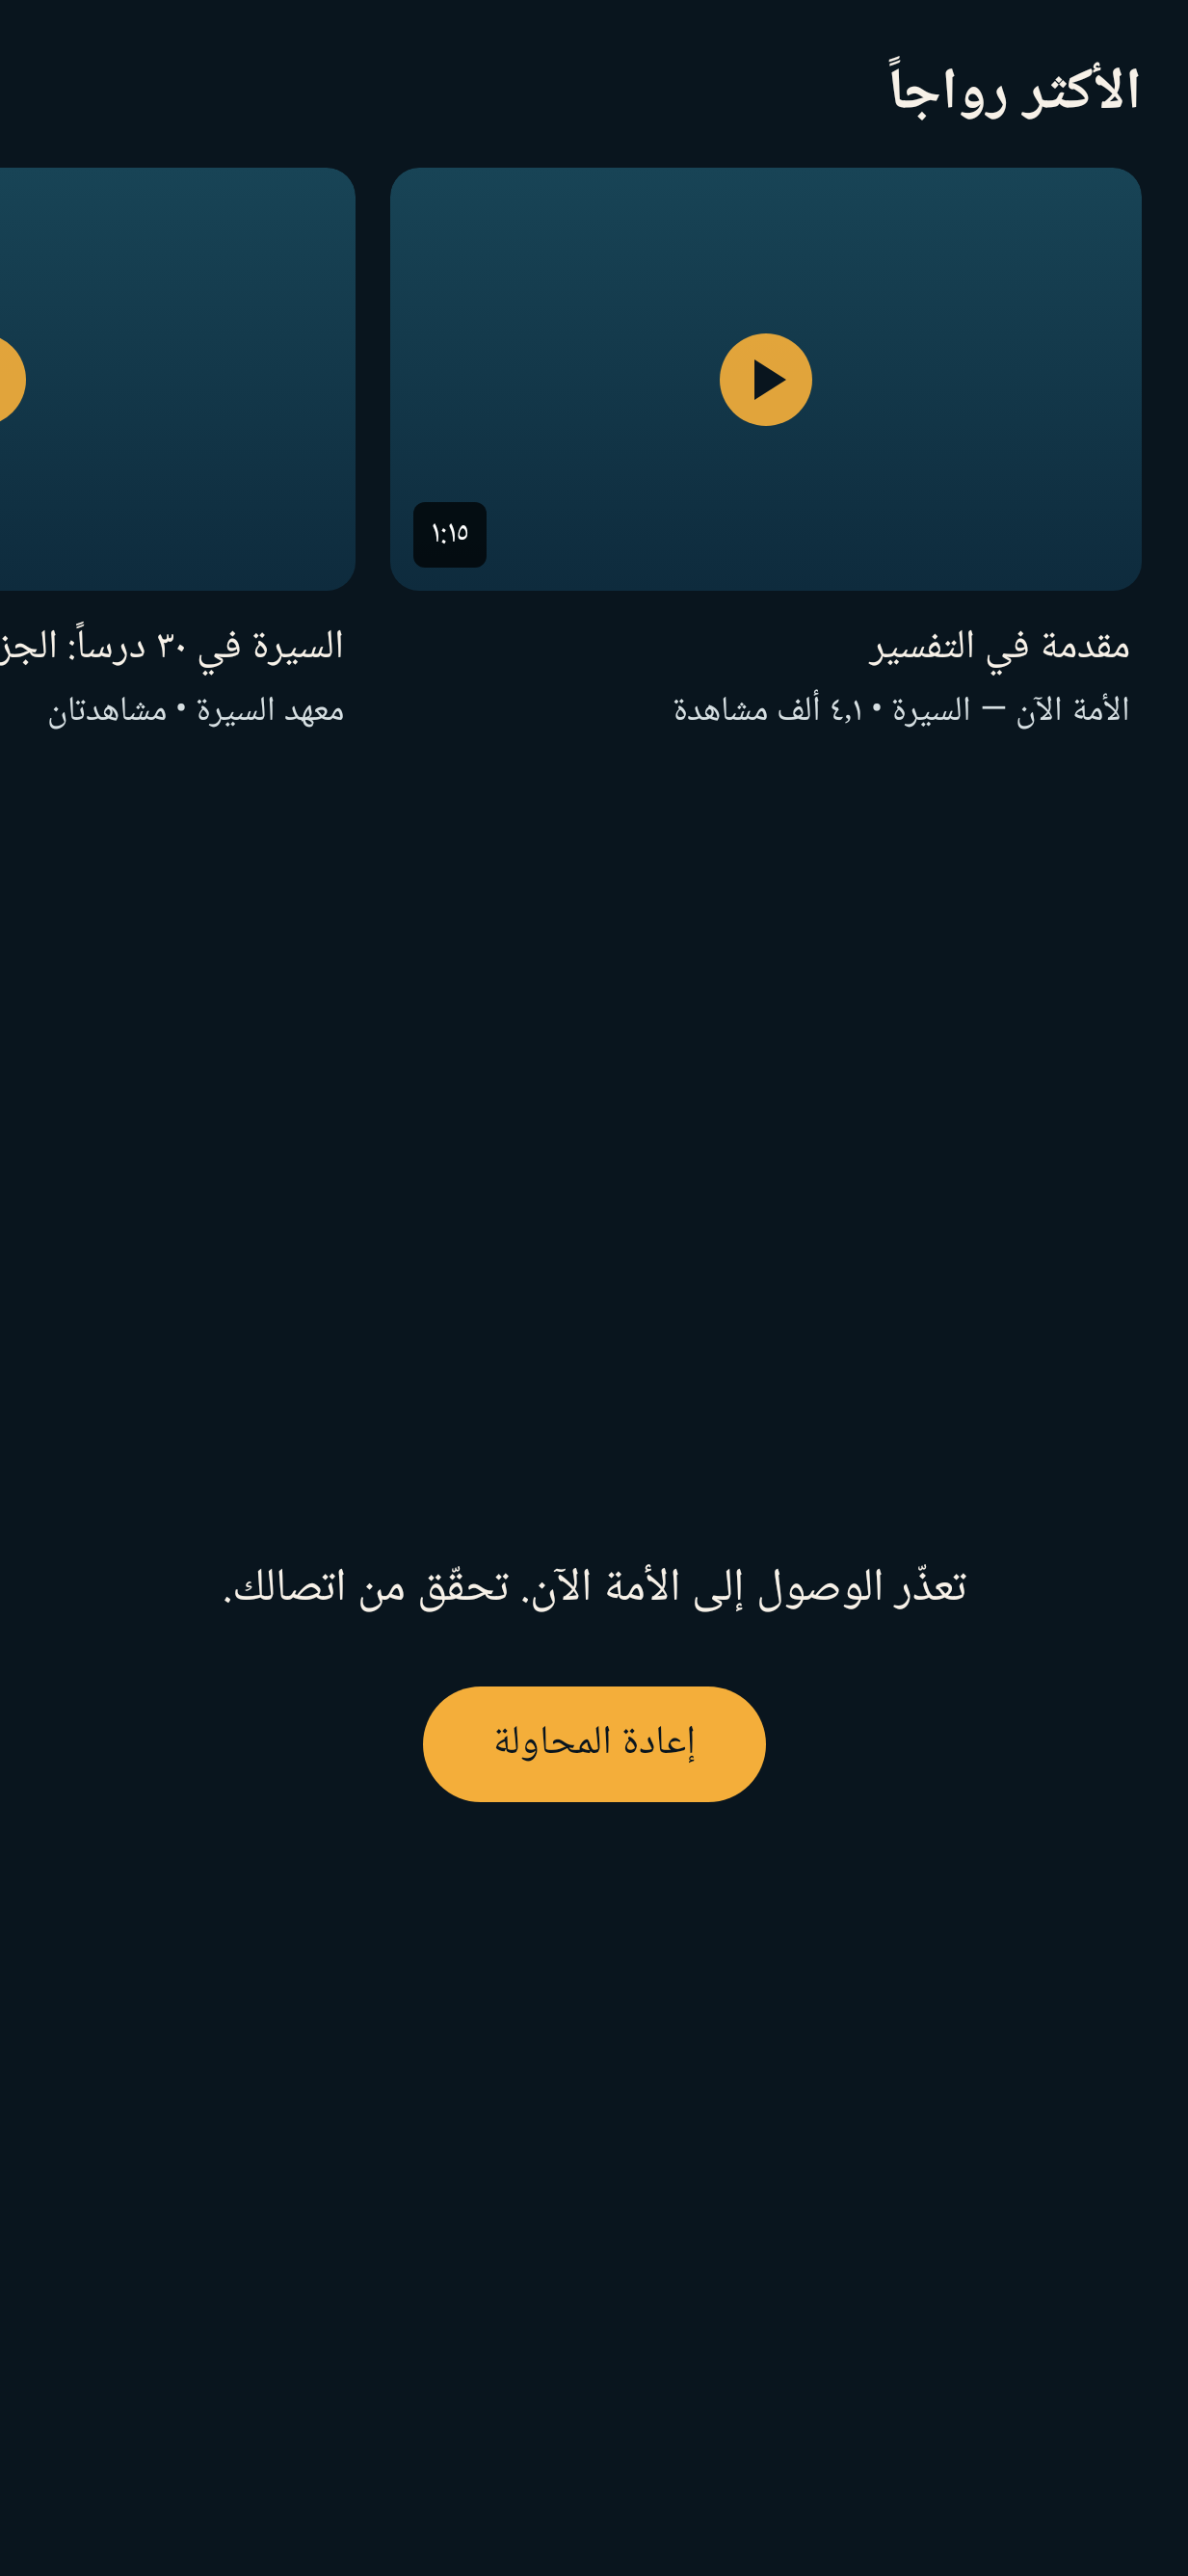 الأكثر رواجاً
١:١٥
مقدمة في التفسير
الأمة الآن — السيرة • ٤٫١ ألف مشاهدة
السيرة في ٣٠ درساً: الجز
معهد السيرة • مشاهدتان
تعذّر الوصول إلى الأمة الآن. تحقّق من اتصالك.
إعادة المحاولة